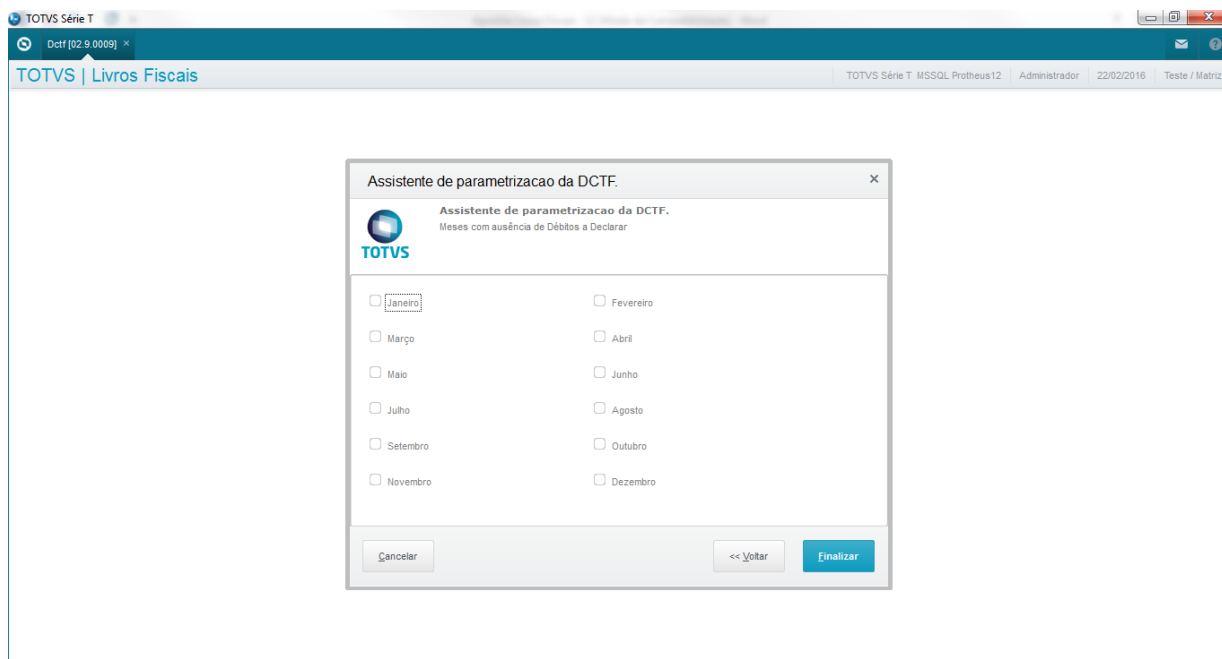 TOTVS Série T
Dctf [02.9.0009] ×
TOTVS | Livros Fiscais
TOTVS Série T MSSQL Protheus12 Administrador 22/02/2016 Teste / Matriz
Assistente de parametrizacao da DCTF. ×
Assistente de parametrizacao da DCTF.
Meses com ausência de Débitos a Declarar
TOTVS
Janeiro Fevereiro
Março Abril
Maio Junho
Julho Agosto
Setembro Outubro
Novembro Dezembro
Cancelar << Voltar Finalizar